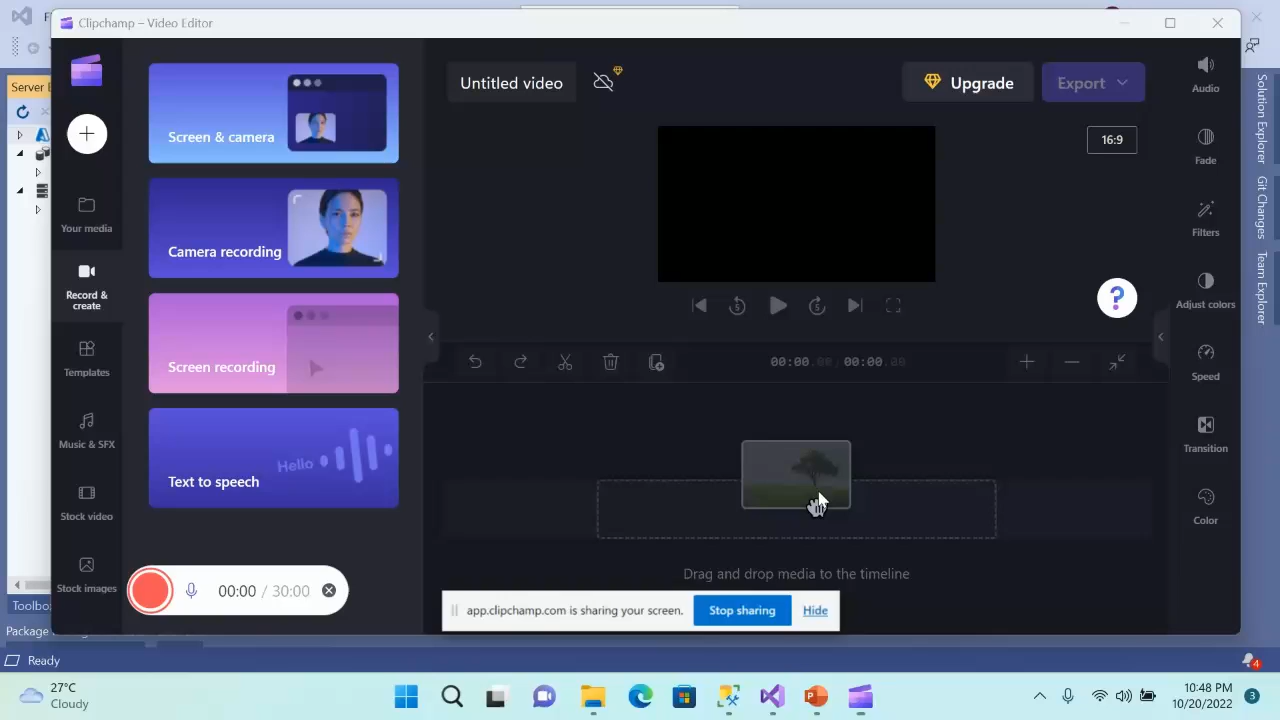 Clipchamp – Video Editor
Server E
Screen & camera
Camera recording
Screen recording
Hello
Text to speech
Your media
Record &
create
Templates
Music & SFX
Stock video
Stock images
00:00 / 30:00
Untitled video
Upgrade
Export
16:9
?
00:00.00 / 00:00.00
Drag and drop media to the timeline
app.clipchamp.com is sharing your screen.
Stop sharing
Hide
Audio
Fade
Filters
Adjust colors
Speed
Transition
Color
Solution Explorer
Git Changes
Team Explorer
Toolbo
Package
Ready
4
27°C
Cloudy
10:48 PM
10/20/2022
3